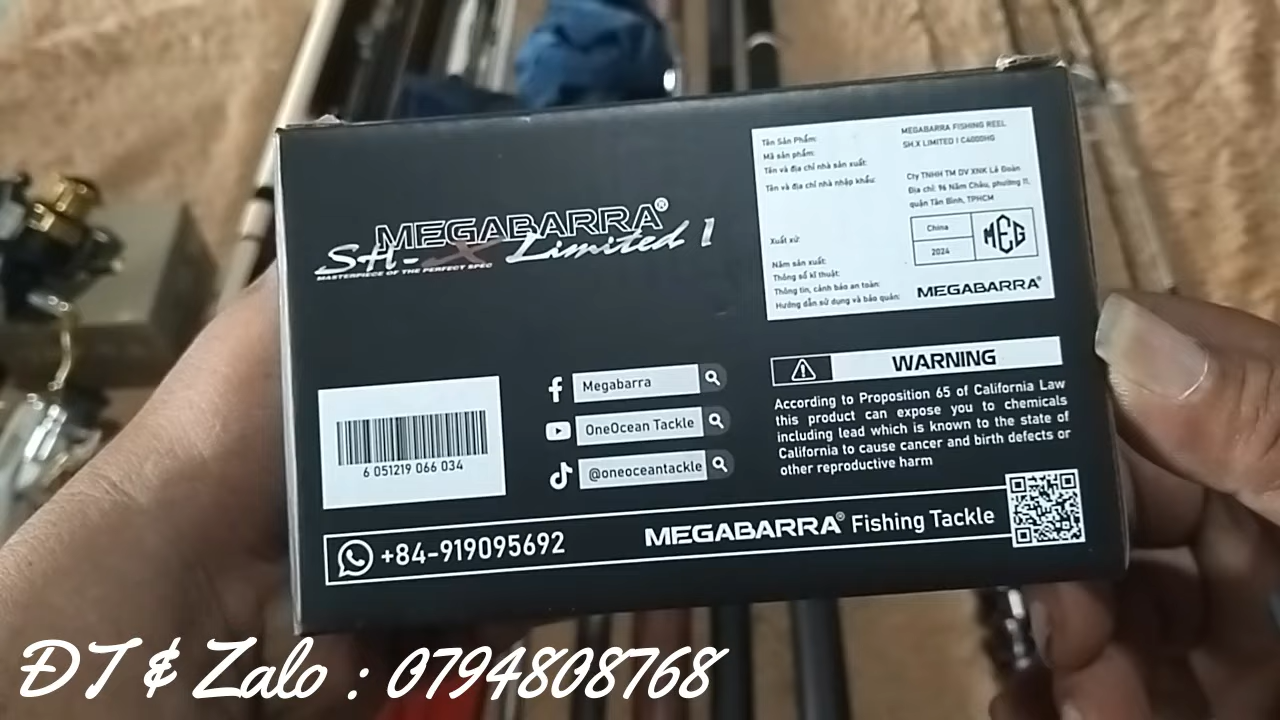 MEGABARRA®
SH-X Limited I
MASTERPIECE OF THE PERFECT SPEC
Tên Sản Phẩm: MEGABARRA FISHING REEL
Mã sản phẩm: SH.X LIMITED I C4000HG
Tên và địa chỉ nhà sản xuất:
Tên và địa chỉ nhà nhập khẩu: Cty TNHH TM DV XNK Lê Đoàn
Địa chỉ: 96 Năm Châu, phường 11,
quận Tân Bình, TPHCM
Xuất xứ: China
Năm sản xuất: 2024
MEG
Thông số kĩ thuật:
Thông tin, cảnh báo an toàn:
Hướng dẫn sử dụng và bảo quản:
MEGABARRA®
WARNING
According to Proposition 65 of California Law
this product can expose you to chemicals
including lead which is known to the state of
California to cause cancer and birth defects or
other reproductive harm
6 051219 066 034
Megabarra
OneOcean Tackle
@oneoceantackle
+84-919095692
MEGABARRA® Fishing Tackle
ĐT & Zalo : 0794808768